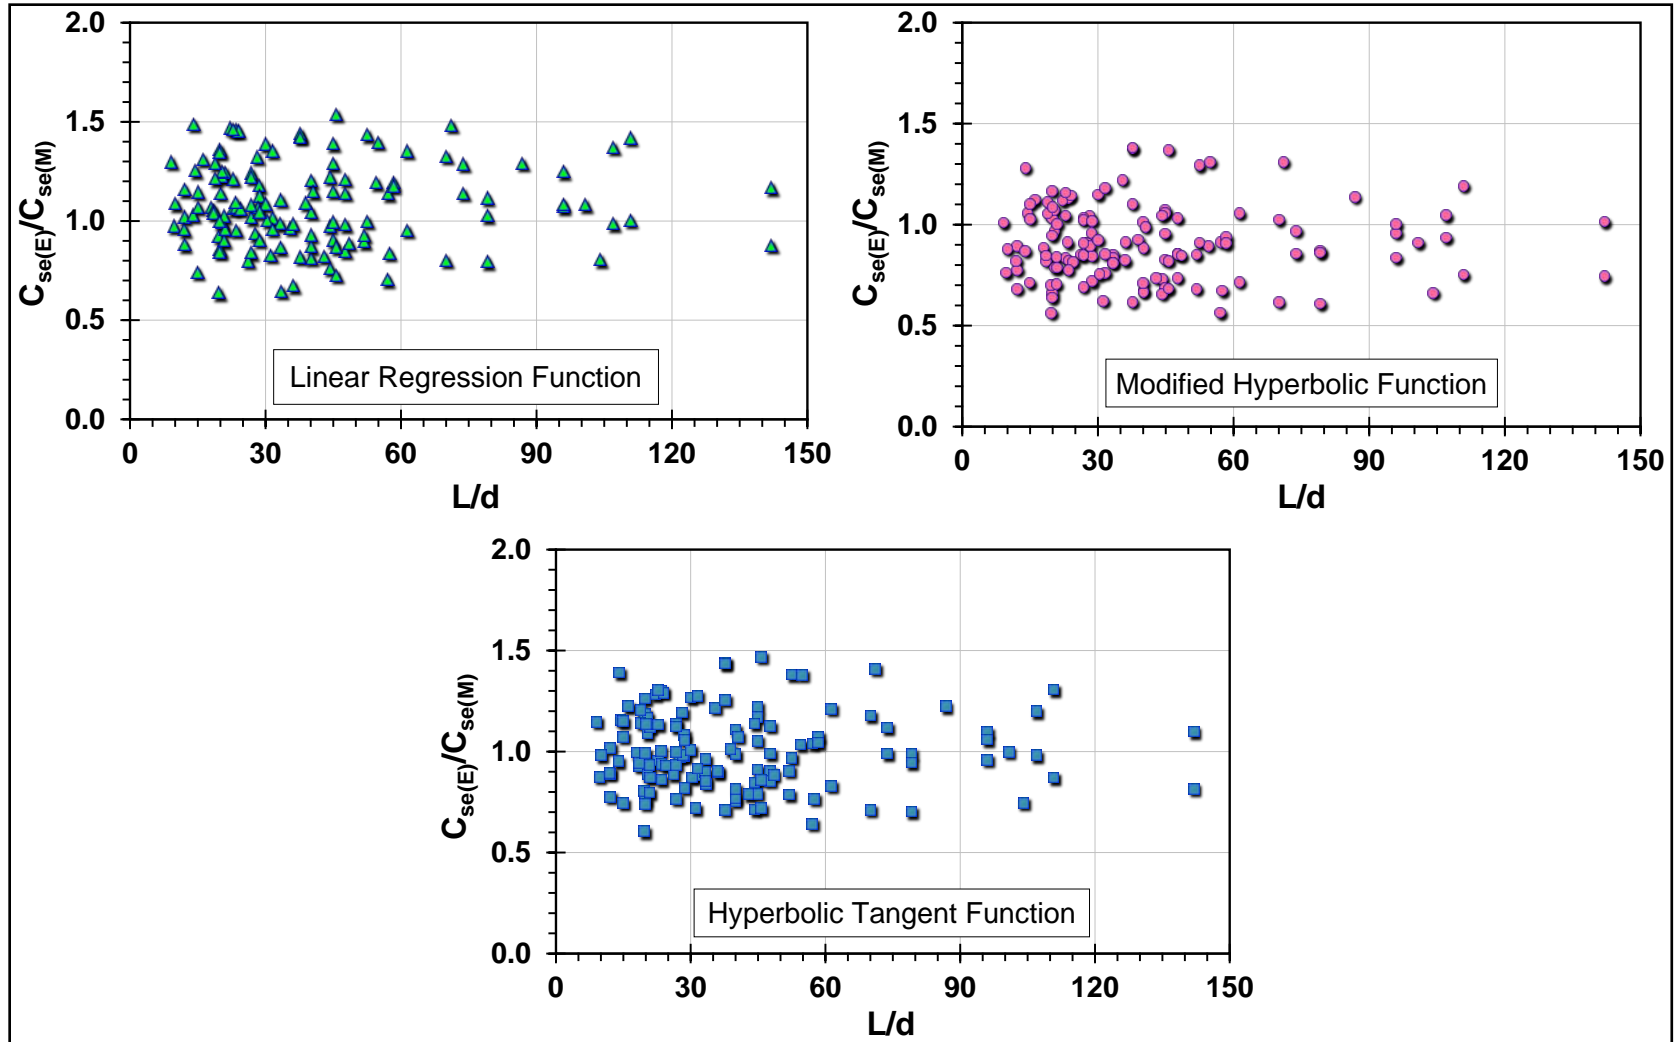 2.0
1.5
1.0
0.5
0.0
Cse(E)/Cse(M)
0 30 60 90 120 150
L/d
Linear Regression Function
2.0
1.5
1.0
0.5
0.0
Cse(E)/Cse(M)
0 30 60 90 120 150
L/d
Modified Hyperbolic Function
2.0
1.5
1.0
0.5
0.0
Cse(E)/Cse(M)
0 30 60 90 120 150
L/d
Hyperbolic Tangent Function